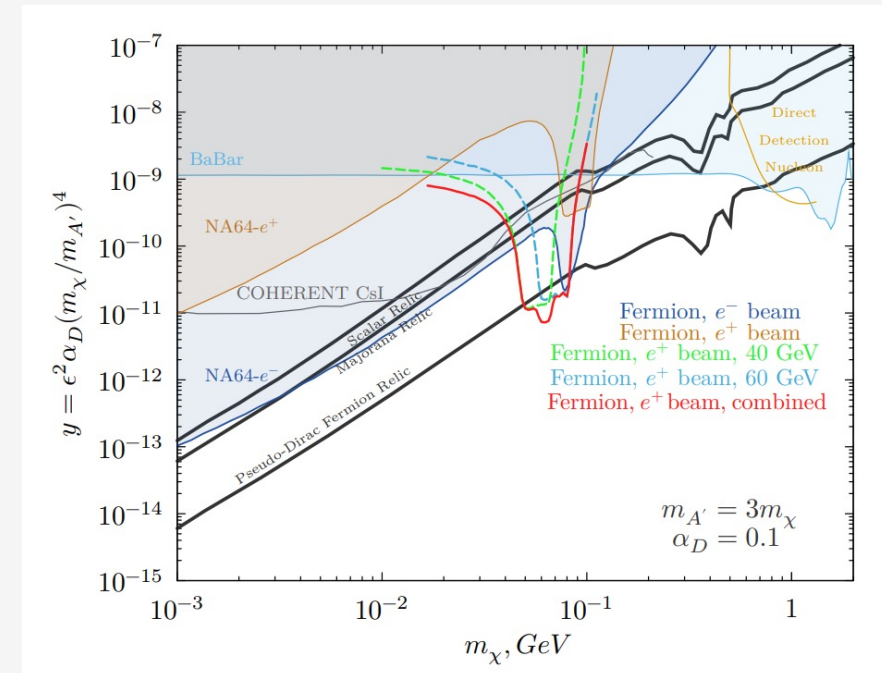 10⁻⁷
10⁻⁸
10⁻⁹
10⁻¹⁰
10⁻¹¹
10⁻¹²
10⁻¹³
10⁻¹⁴
10⁻¹⁵
y = ϵ²α_D(m_χ/m_A′)⁴
BaBar
NA64-e⁺
COHERENT CsI
NA64-e⁻
Scalar Relic
Majorana Relic
Pseudo-Dirac Fermion Relic
Direct
Detection
Nucleon
Fermion, e⁻ beam
Fermion, e⁺ beam
Fermion, e⁺ beam, 40 GeV
Fermion, e⁺ beam, 60 GeV
Fermion, e⁺ beam, combined
m_A′ = 3m_χ
α_D = 0.1
10⁻³
10⁻²
10⁻¹
1
m_χ, GeV